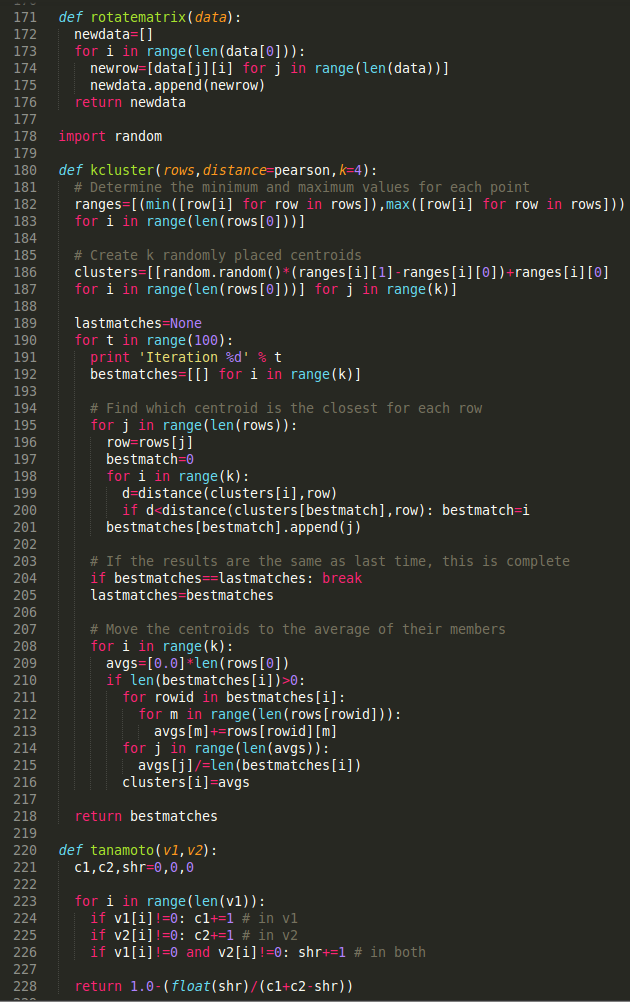 171 def rotatematrix(data):
172   newdata=[]
173   for i in range(len(data[0])):
174     newrow=[data[j][i] for j in range(len(data))]
175     newdata.append(newrow)
176   return newdata
177
178 import random
179
180 def kcluster(rows,distance=pearson,k=4):
181   # Determine the minimum and maximum values for each point
182   ranges=[(min([row[i] for row in rows]),max([row[i] for row in rows]))
183   for i in range(len(rows[0]))]
184
185   # Create k randomly placed centroids
186   clusters=[[random.random()*(ranges[i][1]-ranges[i][0])+ranges[i][0]
187   for i in range(len(rows[0]))] for j in range(k)]
188
189   lastmatches=None
190   for t in range(100):
191     print 'Iteration %d' % t
192     bestmatches=[[] for i in range(k)]
193
194     # Find which centroid is the closest for each row
195     for j in range(len(rows)):
196       row=rows[j]
197       bestmatch=0
198       for i in range(k):
199         d=distance(clusters[i],row)
200         if d<distance(clusters[bestmatch],row): bestmatch=i
201       bestmatches[bestmatch].append(j)
202
203     # If the results are the same as last time, this is complete
204     if bestmatches==lastmatches: break
205     lastmatches=bestmatches
206
207     # Move the centroids to the average of their members
208     for i in range(k):
209       avgs=[0.0]*len(rows[0])
210       if len(bestmatches[i])>0:
211         for rowid in bestmatches[i]:
212           for m in range(len(rows[rowid])):
213             avgs[m]+=rows[rowid][m]
214         for j in range(len(avgs)):
215           avgs[j]/=len(bestmatches[i])
216         clusters[i]=avgs
217
218   return bestmatches
219
220 def tanamoto(v1,v2):
221   c1,c2,shr=0,0,0
222
223   for i in range(len(v1)):
224     if v1[i]!=0: c1+=1 # in v1
225     if v2[i]!=0: c2+=1 # in v2
226     if v1[i]!=0 and v2[i]!=0: shr+=1 # in both
227
228   return 1.0-(float(shr)/(c1+c2-shr))